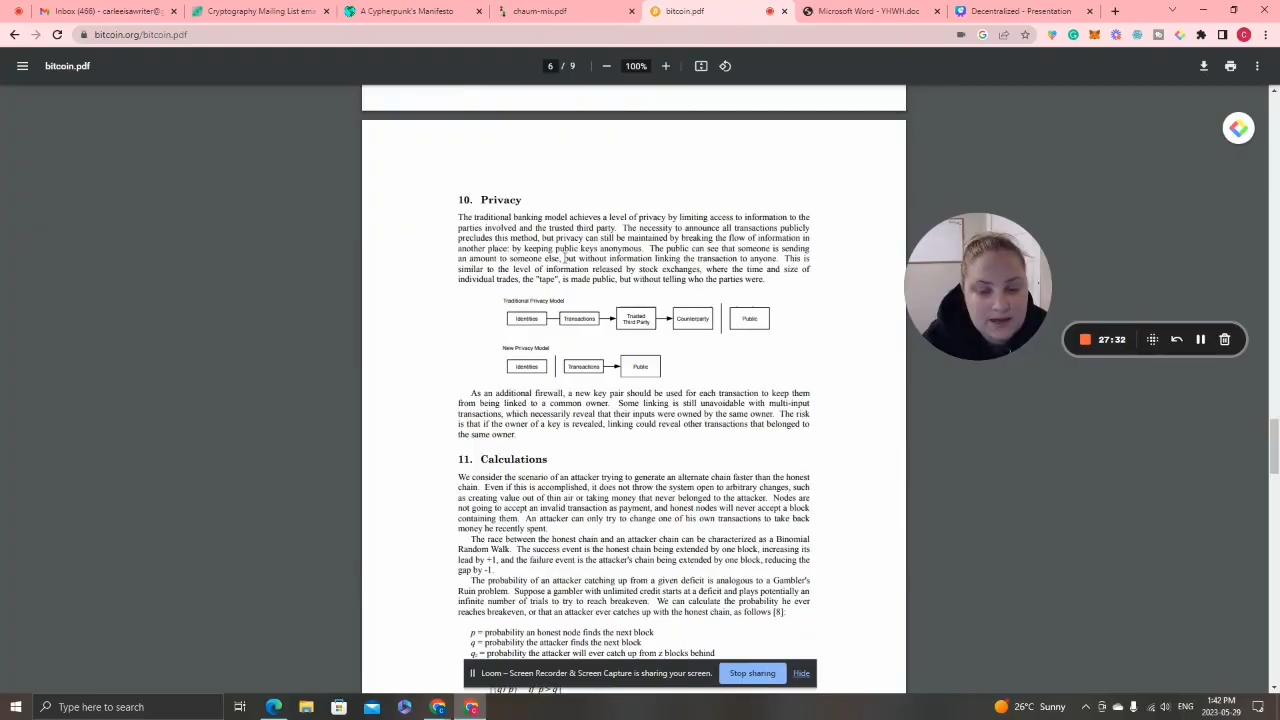 Inbox (466) - carleeiswriter@g
Cryptography Mailing List em
A Cypherpunk's Manifesto
chaum-mix.pdf
bitcoin.pdf
Microsoft Word - YHWH.doc
Decentralized - Presentation
bitcoin.org/bitcoin.pdf
bitcoin.pdf
6 / 9
100%
10. Privacy
The traditional banking model achieves a level of privacy by limiting access to information to the
parties involved and the trusted third party. The necessity to announce all transactions publicly
precludes this method, but privacy can still be maintained by breaking the flow of information in
another place: by keeping public keys anonymous. The public can see that someone is sending
an amount to someone else, but without information linking the transaction to anyone. This is
similar to the level of information released by stock exchanges, where the time and size of
individual trades, the "tape", is made public, but without telling who the parties were.
Traditional Privacy Model
Identities
Transactions
Trusted
Third Party
Counterparty
Public
New Privacy Model
Identities
Transactions
Public
As an additional firewall, a new key pair should be used for each transaction to keep them
from being linked to a common owner. Some linking is still unavoidable with multi-input
transactions, which necessarily reveal that their inputs were owned by the same owner. The risk
is that if the owner of a key is revealed, linking could reveal other transactions that belonged to
the same owner.
11. Calculations
We consider the scenario of an attacker trying to generate an alternate chain faster than the honest
chain. Even if this is accomplished, it does not throw the system open to arbitrary changes, such
as creating value out of thin air or taking money that never belonged to the attacker. Nodes are
not going to accept an invalid transaction as payment, and honest nodes will never accept a block
containing them. An attacker can only try to change one of his own transactions to take back
money he recently spent.
The race between the honest chain and an attacker chain can be characterized as a Binomial
Random Walk. The success event is the honest chain being extended by one block, increasing its
lead by +1, and the failure event is the attacker's chain being extended by one block, reducing the
gap by -1.
The probability of an attacker catching up from a given deficit is analogous to a Gambler's
Ruin problem. Suppose a gambler with unlimited credit starts at a deficit and plays potentially an
infinite number of trials to try to reach breakeven. We can calculate the probability he ever
reaches breakeven, or that an attacker ever catches up with the honest chain, as follows [8]:
p = probability an honest node finds the next block
q = probability the attacker finds the next block
qz = probability the attacker will ever catch up from z blocks behind
27:32
Loom – Screen Recorder & Screen Capture is sharing your screen.
Stop sharing
Hide
Type here to search
26°C Sunny
1:42 PM
2023-05-29